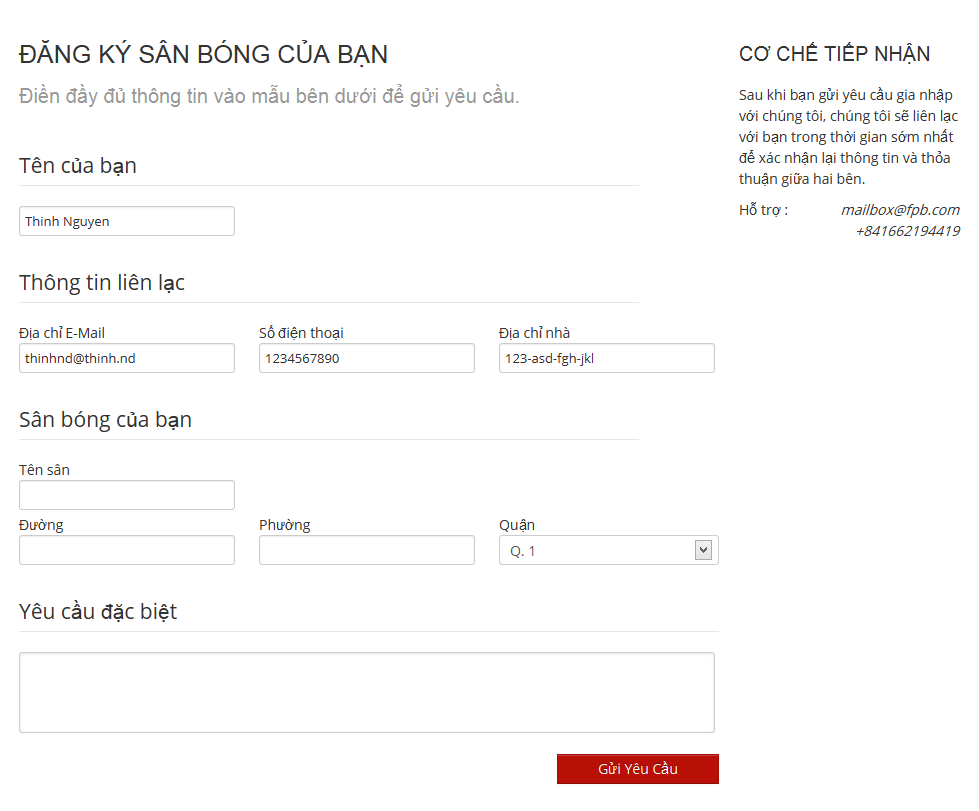 ĐĂNG KÝ SÂN BÓNG CỦA BẠN
Điền đầy đủ thông tin vào mẫu bên dưới để gửi yêu cầu.
Tên của bạn
Thinh Nguyen
Thông tin liên lạc
Địa chỉ E-Mail
Số điện thoại
Địa chỉ nhà
thinhnd@thinh.nd
1234567890
123-asd-fgh-jkl
Sân bóng của bạn
Tên sân
Đường
Phường
Quận
Q. 1
Yêu cầu đặc biệt
Gửi Yêu Cầu
CƠ CHẾ TIẾP NHẬN
Sau khi bạn gửi yêu cầu gia nhập
với chúng tôi, chúng tôi sẽ liên lạc
với bạn trong thời gian sớm nhất
để xác nhận lại thông tin và thỏa
thuận giữa hai bên.
Hỗ trợ : mailbox@fpb.com
+841662194419